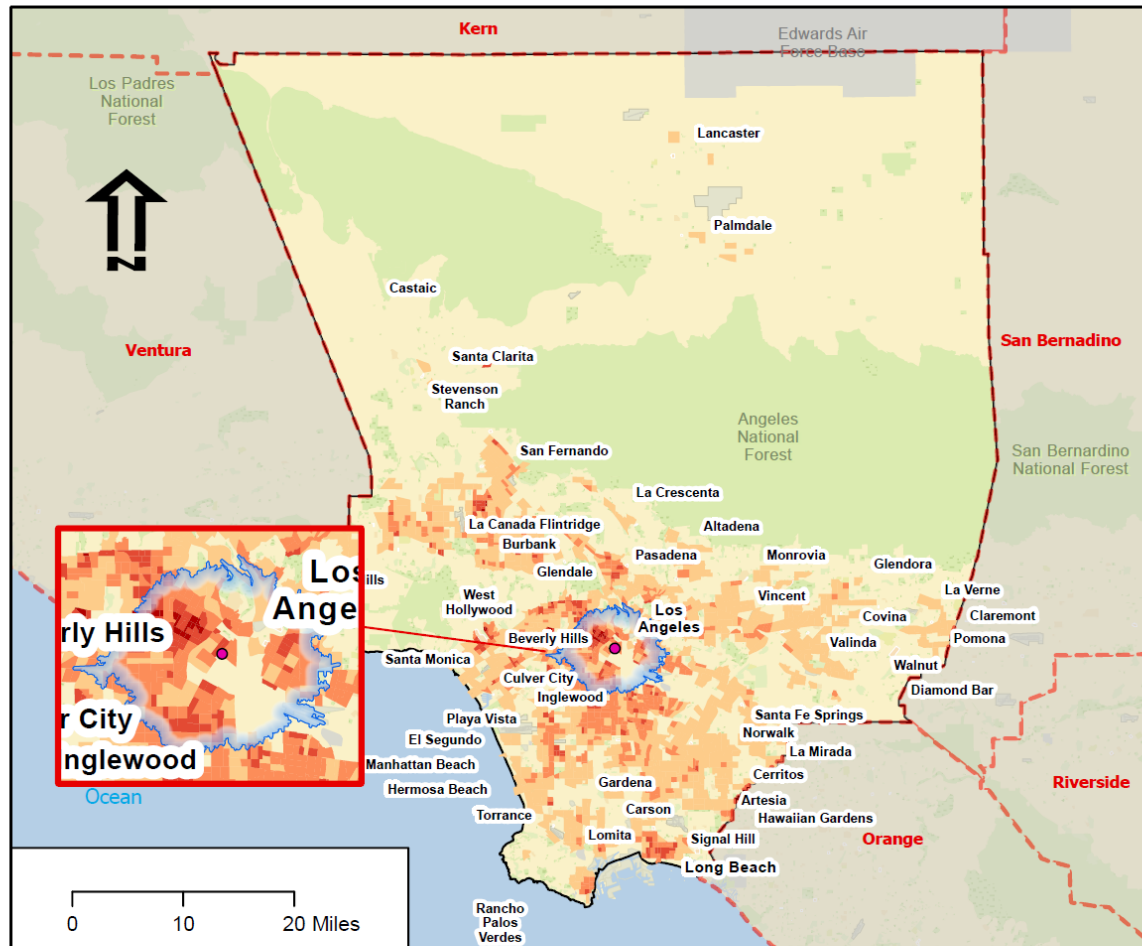 Kern
Edwards Air
Force Base
Los Padres
National
Forest
Lancaster
N
Palmdale
Castaic
Ventura
San Bernadino
Santa Clarita
Stevenson
Ranch
Angeles
National
Forest
San Bernardino
National Forest
San Fernando
La Crescenta
La Canada Flintridge
Altadena
Burbank
Pasadena
Monrovia
Glendora
Glendale
La Verne
West
Hollywood
Vincent
Los
Angeles
Covina
Claremont
Beverly Hills
Valinda
Pomona
Santa Monica
Walnut
Culver City
Diamond Bar
Inglewood
Playa Vista
Santa Fe Springs
Norwalk
El Segundo
La Mirada
Manhattan Beach
Cerritos
Riverside
Hermosa Beach
Gardena
Artesia
Torrance
Carson
Hawaiian Gardens
Lomita
Signal Hill
Orange
Long Beach
Rancho
Palos
Verdes
ills
Los
Ange
rly Hills
r City
nglewood
Ocean
0 10 20 Miles